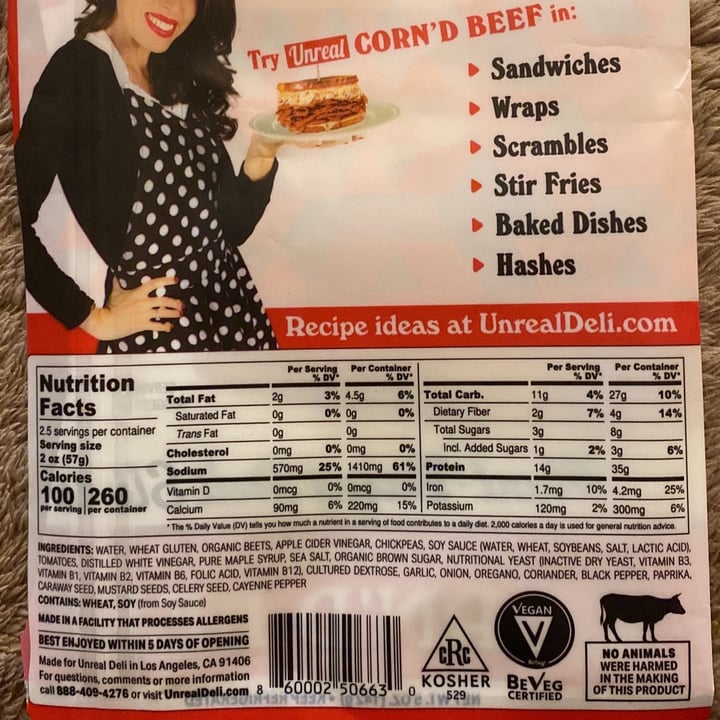 Try Unreal CORN'D BEEF in:
Sandwiches
Wraps
Scrambles
Stir Fries
Baked Dishes
Hashes
Recipe ideas at UnrealDeli.com
Nutrition Facts
2.5 servings per container
Serving size
2 oz (57g)
Calories
100 260
per serving per container
Per Serving % DV* Per Container % DV*
Total Fat 2g 3% 4.5g 6%
Saturated Fat 0g 0% 0g 0%
Trans Fat 0g 0g
Cholesterol 0mg 0% 0mg 0%
Sodium 570mg 25% 1410mg 61%
Vitamin D 0mcg 0% 0mcg 0%
Calcium 90mg 6% 220mg 15%
Per Serving % DV* Per Container % DV*
Total Carb. 11g 4% 27g 10%
Dietary Fiber 2g 7% 4g 14%
Total Sugars 3g 8g
Incl. Added Sugars 1g 2% 3g 6%
Protein 14g 35g
Iron 1.7mg 10% 4.2mg 25%
Potassium 120mg 2% 300mg 6%
* The % Daily Value (DV) tells you how much a nutrient in a serving of food contributes to a daily diet. 2,000 calories a day is used for general nutrition advice.
INGREDIENTS: WATER, WHEAT GLUTEN, ORGANIC BEETS, APPLE CIDER VINEGAR, CHICKPEAS, SOY SAUCE (WATER, WHEAT, SOYBEANS, SALT, LACTIC ACID),
TOMATOES, DISTILLED WHITE VINEGAR, PURE MAPLE SYRUP, SEA SALT, ORGANIC BROWN SUGAR, NUTRITIONAL YEAST (INACTIVE DRY YEAST, VITAMIN B3,
VITAMIN B1, VITAMIN B2, VITAMIN B6, FOLIC ACID, VITAMIN B12), CULTURED DEXTROSE, GARLIC, ONION, OREGANO, CORIANDER, BLACK PEPPER, PAPRIKA,
CARAWAY SEED, MUSTARD SEEDS, CELERY SEED, CAYENNE PEPPER
CONTAINS: WHEAT, SOY (from Soy Sauce)
MADE IN A FACILITY THAT PROCESSES ALLERGENS
BEST ENJOYED WITHIN 5 DAYS OF OPENING
Made for Unreal Deli in Los Angeles, CA 91406
For questions, comments or more information
call 888-409-4276 or visit UnrealDeli.com
8 60002 50663 0
cRc
KOSHER
529
VEGAN
V
BeVeg
BEVEG
CERTIFIED
NO ANIMALS
WERE HARMED
IN THE MAKING
OF THIS PRODUCT